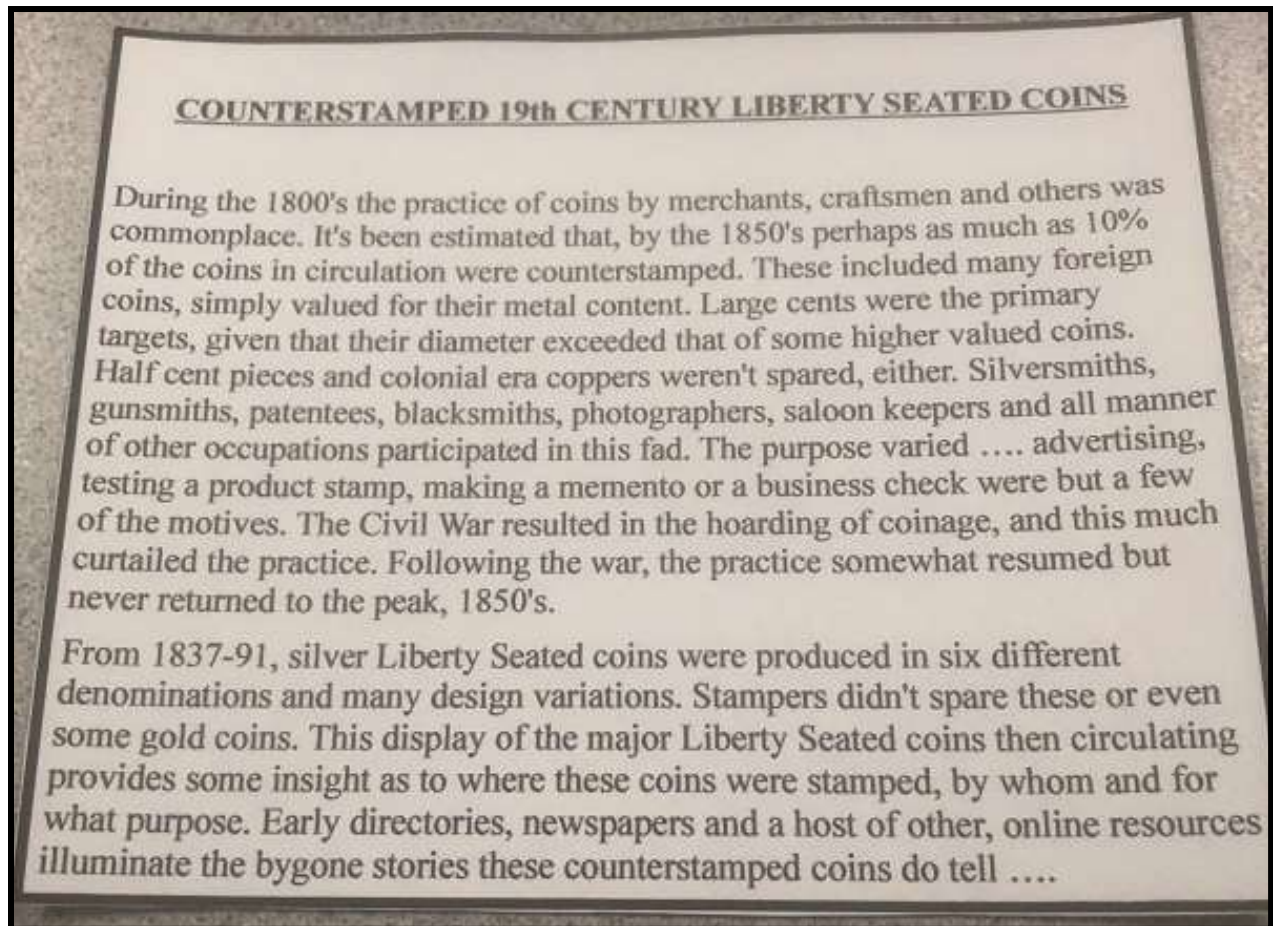 COUNTERSTAMPED 19th CENTURY LIBERTY SEATED COINS
During the 1800's the practice of coins by merchants, craftsmen and others was
commonplace. It's been estimated that, by the 1850's perhaps as much as 10%
of the coins in circulation were counterstamped. These included many foreign
coins, simply valued for their metal content. Large cents were the primary
targets, given that their diameter exceeded that of some higher valued coins.
Half cent pieces and colonial era coppers weren't spared, either. Silversmiths,
gunsmiths, patentees, blacksmiths, photographers, saloon keepers and all manner
of other occupations participated in this fad. The purpose varied .... advertising,
testing a product stamp, making a memento or a business check were but a few
of the motives. The Civil War resulted in the hoarding of coinage, and this much
curtailed the practice. Following the war, the practice somewhat resumed but
never returned to the peak, 1850's.
From 1837-91, silver Liberty Seated coins were produced in six different
denominations and many design variations. Stampers didn't spare these or even
some gold coins. This display of the major Liberty Seated coins then circulating
provides some insight as to where these coins were stamped, by whom and for
what purpose. Early directories, newspapers and a host of other, online resources
illuminate the bygone stories these counterstamped coins do tell ....